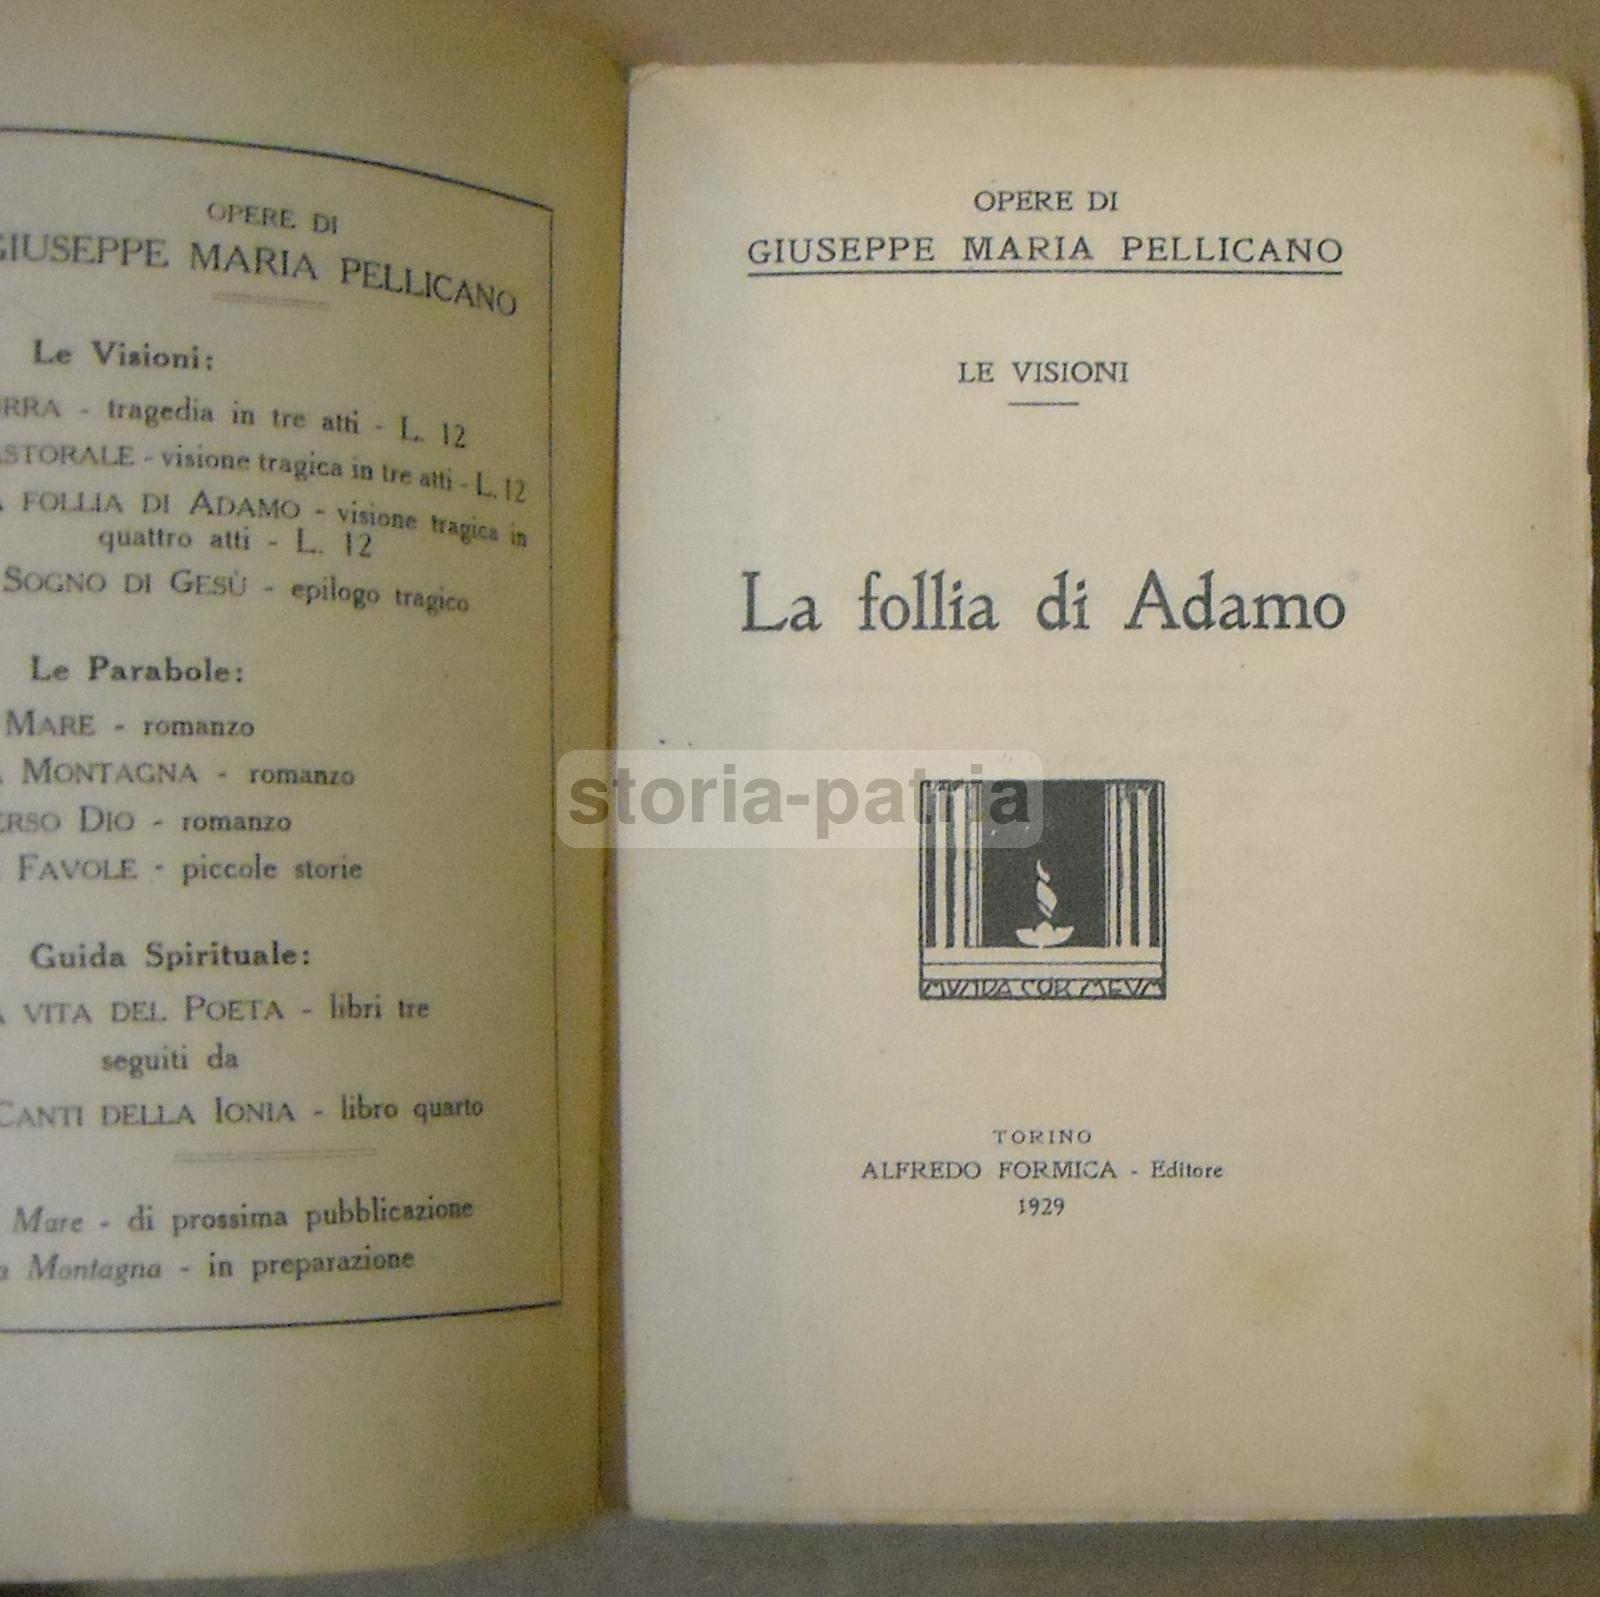 OPERE DI
GIUSEPPE MARIA PELLICANO
Le Visioni:
- tragedia in tre atti - L. 12
- visione tragica in tre atti - L. 12
FOLLIA DI ADAMO - visione tragica in
quattro atti - L. 12
SOGNO DI GESÙ - epilogo tragico
Le Parabole:
MARE - romanzo
MONTAGNA - romanzo
DIO - romanzo
FAVOLE - piccole storie
Guida Spirituale:
VITA DEL POETA - libri tre
seguiti da
CANTI DELLA IONIA - libro quarto
Mare - di prossima pubblicazione
Montagna - in preparazione
OPERE DI
GIUSEPPE MARIA PELLICANO
LE VISIONI
La follia di Adamo
storia-patria
MVNDA COR MEVM
TORINO
ALFREDO FORMICA - Editore
1929